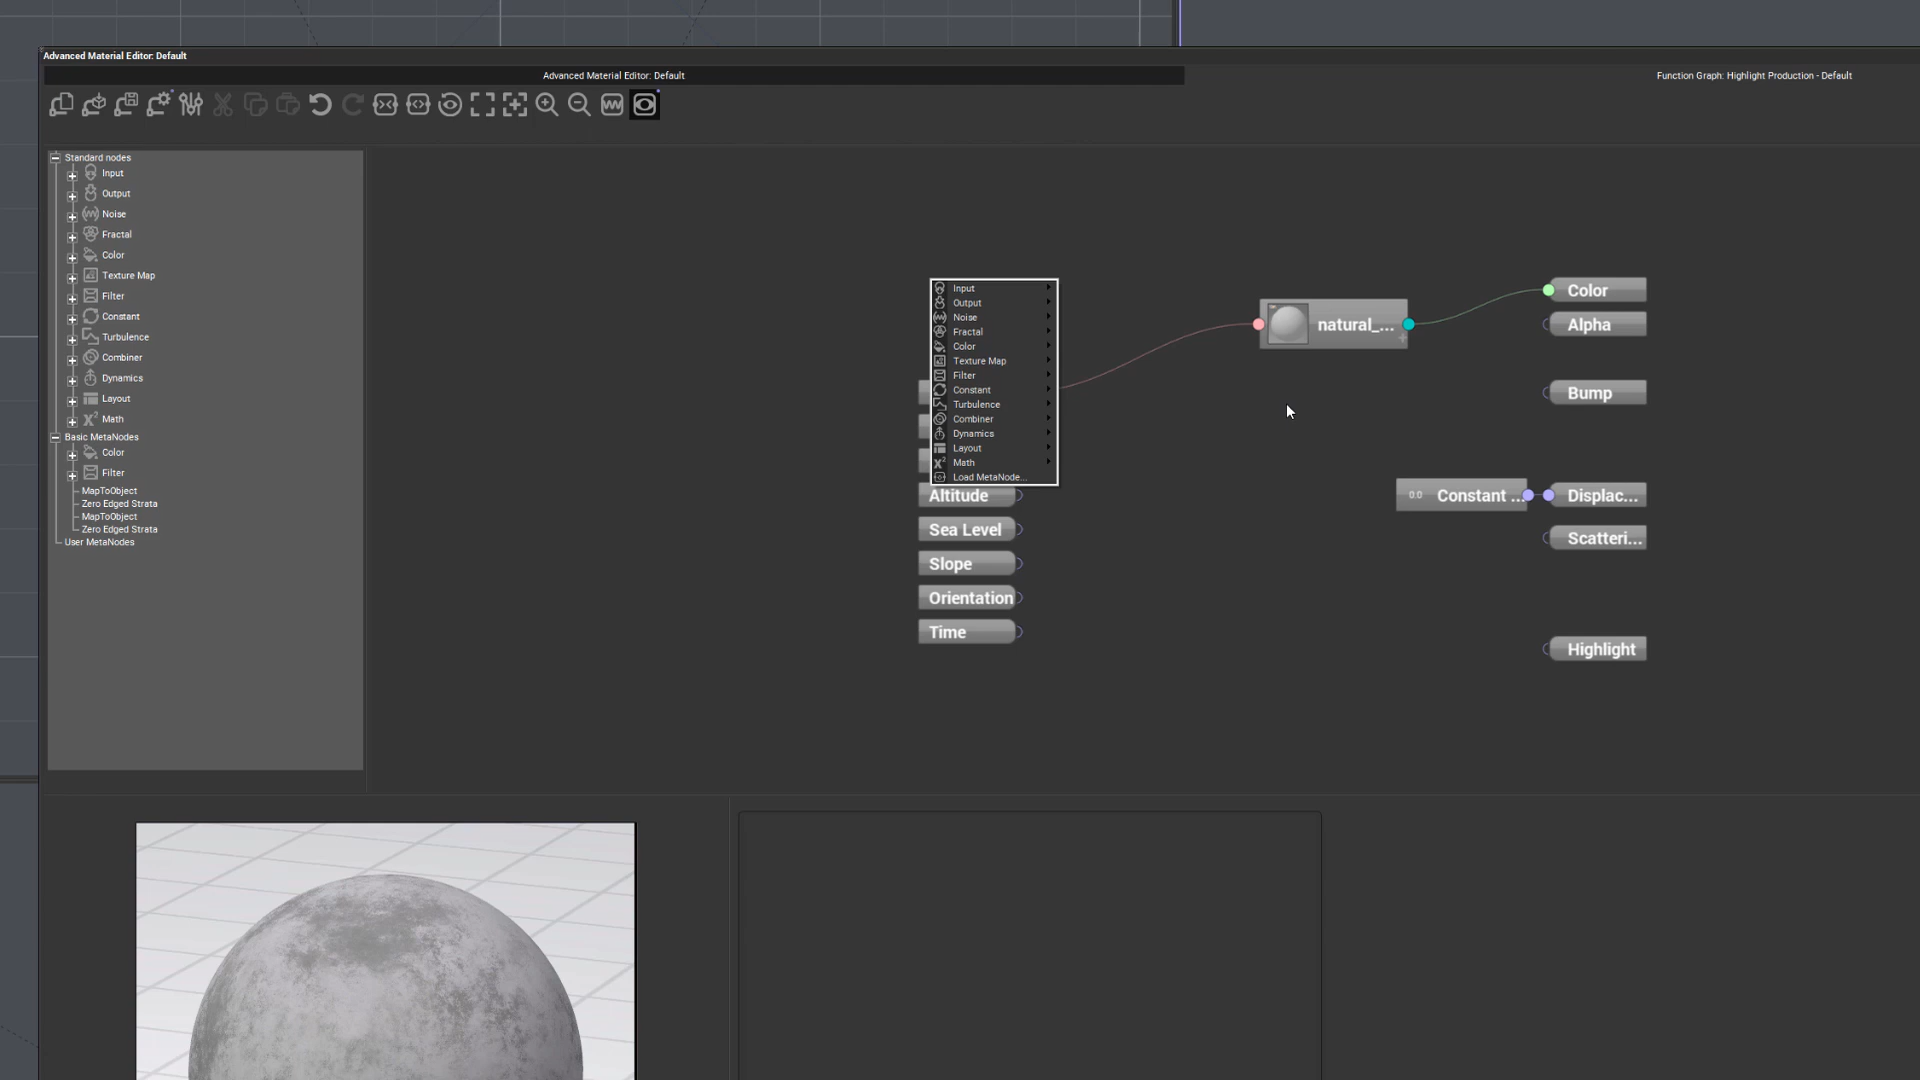 Advanced Material Editor: Default
Advanced Material Editor: Default
Function Graph: Highlight Production - Default
Standard nodes
Input
Output
Noise
Fractal
Color
Texture Map
Filter
Constant
Turbulence
Combiner
Dynamics
Layout
Math
Basic MetaNodes
Color
Filter
MapToObject
Zero Edged Strata
MapToObject
Zero Edged Strata
User MetaNodes
Input
Output
Noise
Fractal
Color
Texture Map
Filter
Constant
Turbulence
Combiner
Dynamics
Layout
Math
Load MetaNode...
Altitude
Sea Level
Slope
Orientation
Time
natural_...
Color
Alpha
Bump
0.0 Constant ...
Displac...
Scatteri...
Highlight